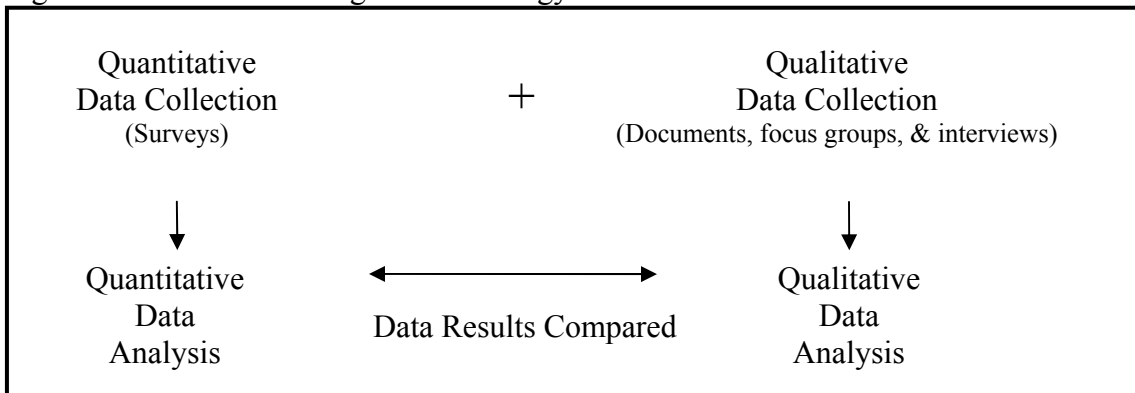 Quantitative
Data Collection
(Surveys)
+
Qualitative
Data Collection
(Documents, focus groups, & interviews)
Quantitative
Data
Analysis
Data Results Compared
Qualitative
Data
Analysis